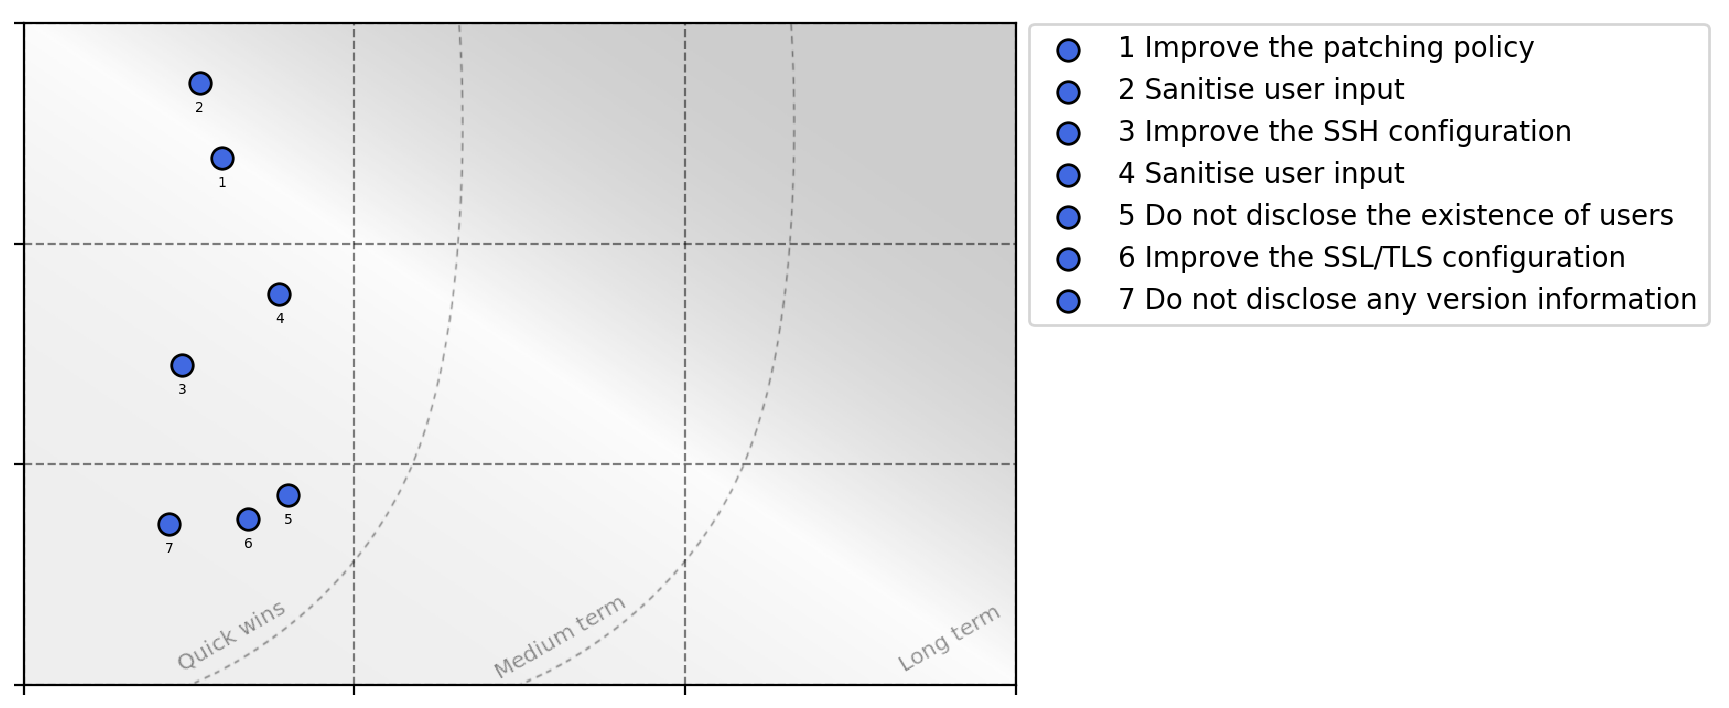 2
1
4
3
5
6
7
Quick wins
Medium term
Long term
1 Improve the patching policy
2 Sanitise user input
3 Improve the SSH configuration
4 Sanitise user input
5 Do not disclose the existence of users
6 Improve the SSL/TLS configuration
7 Do not disclose any version information